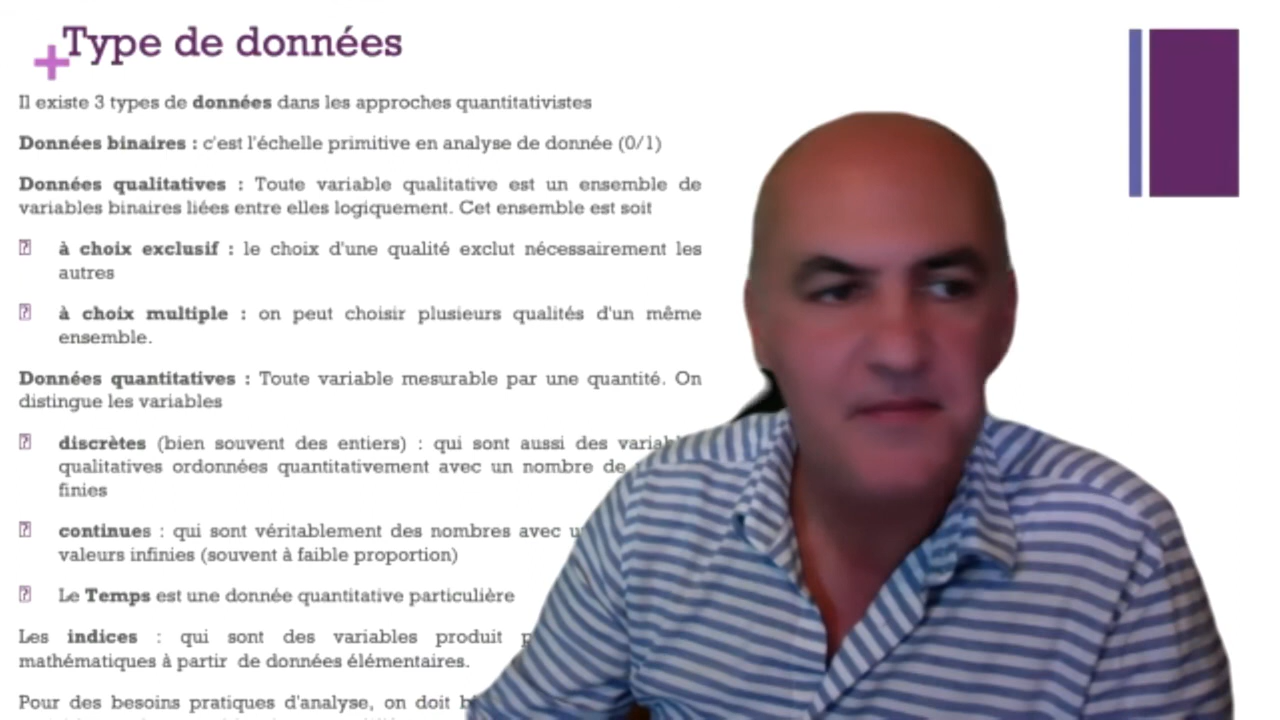 Type de données
Il existe 3 types de données dans les approches quantitativistes
Données binaires : c'est l'échelle primitive en analyse de donnée (0/1)
Données qualitatives : Toute variable qualitative est un ensemble de
variables binaires liées entre elles logiquement. Cet ensemble est soit
à choix exclusif : le choix d'une qualité exclut nécessairement les
autres
à choix multiple : on peut choisir plusieurs qualités d'un même
ensemble.
Données quantitatives : Toute variable mesurable par une quantité. On
distingue les variables
discrètes (bien souvent des entiers) : qui sont aussi des
qualitatives ordonnées quantitativement avec un nombre de
finies
continues : qui sont véritablement des nombres avec
valeurs infinies (souvent à faible proportion)
Le Temps est une donnée quantitative particulière
Les indices : qui sont des variables produit
mathématiques à partir de données élémentaires.
Pour des besoins pratiques d'analyse, on doit